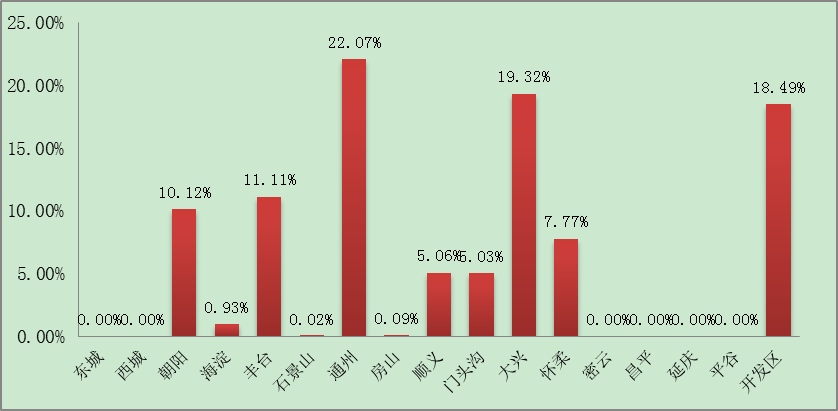 25.00%
20.00%
15.00%
10.00%
5.00%
0.00%
0.00%
0.00%
10.12%
0.93%
11.11%
0.02%
22.07%
0.09%
5.06%
5.03%
19.32%
7.77%
0.00%
0.00%
0.00%
0.00%
18.49%
东城
西城
朝阳
海淀
丰台
石景山
通州
房山
顺义
门头沟
大兴
怀柔
密云
昌平
延庆
平谷
开发区